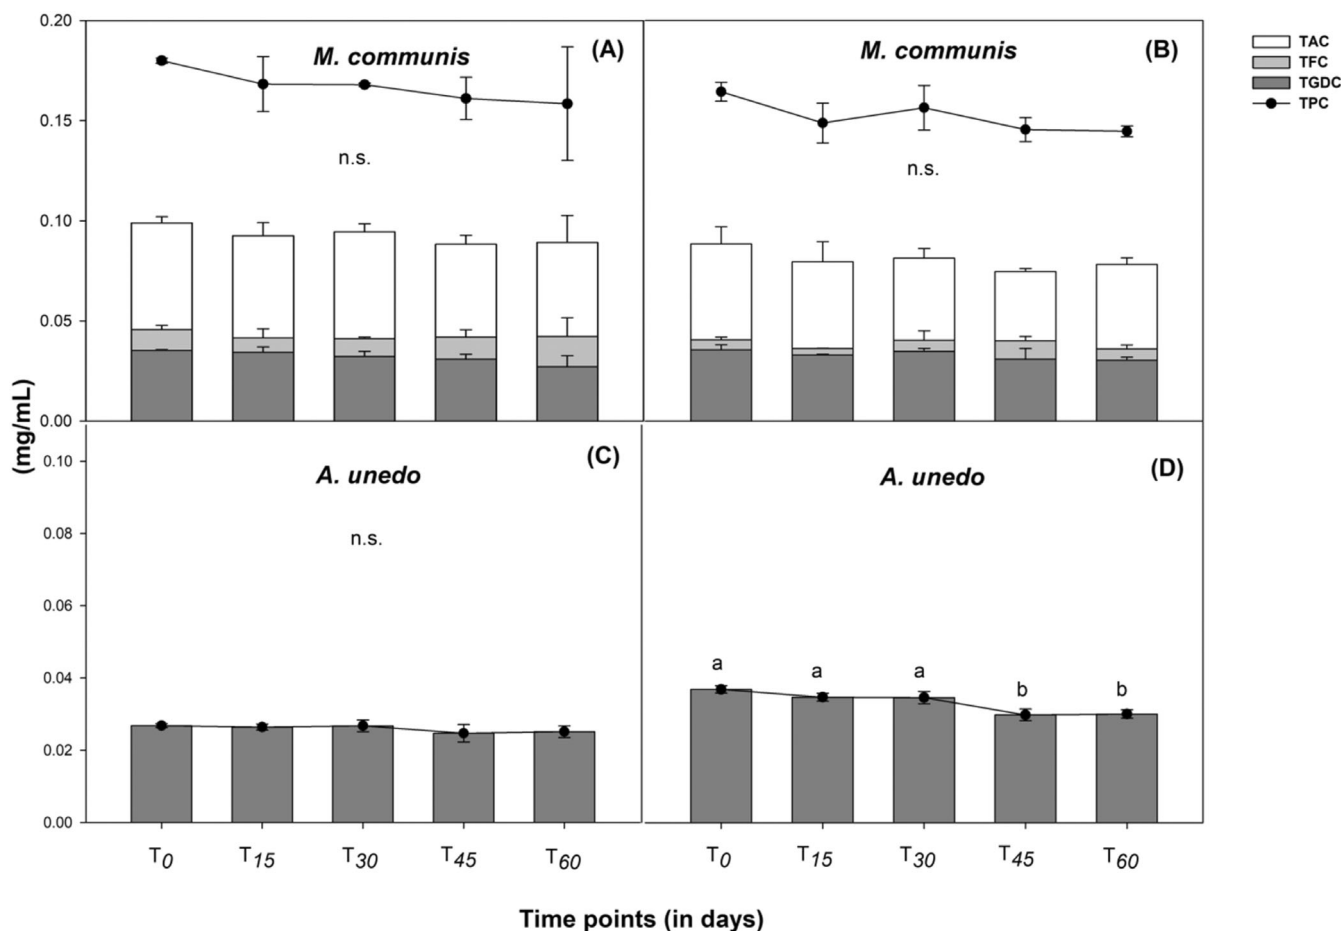 M. communis (A)
n.s.
M. communis (B)
n.s.
TAC
TFC
TGDC
TPC
0.20
0.15
0.10
0.05
0.00
(mg/mL)
A. unedo (C)
n.s.
A. unedo (D)
a a a b b
0.10
0.08
0.06
0.04
0.02
0.00
T0 T15 T30 T45 T60 T0 T15 T30 T45 T60
Time points (in days)